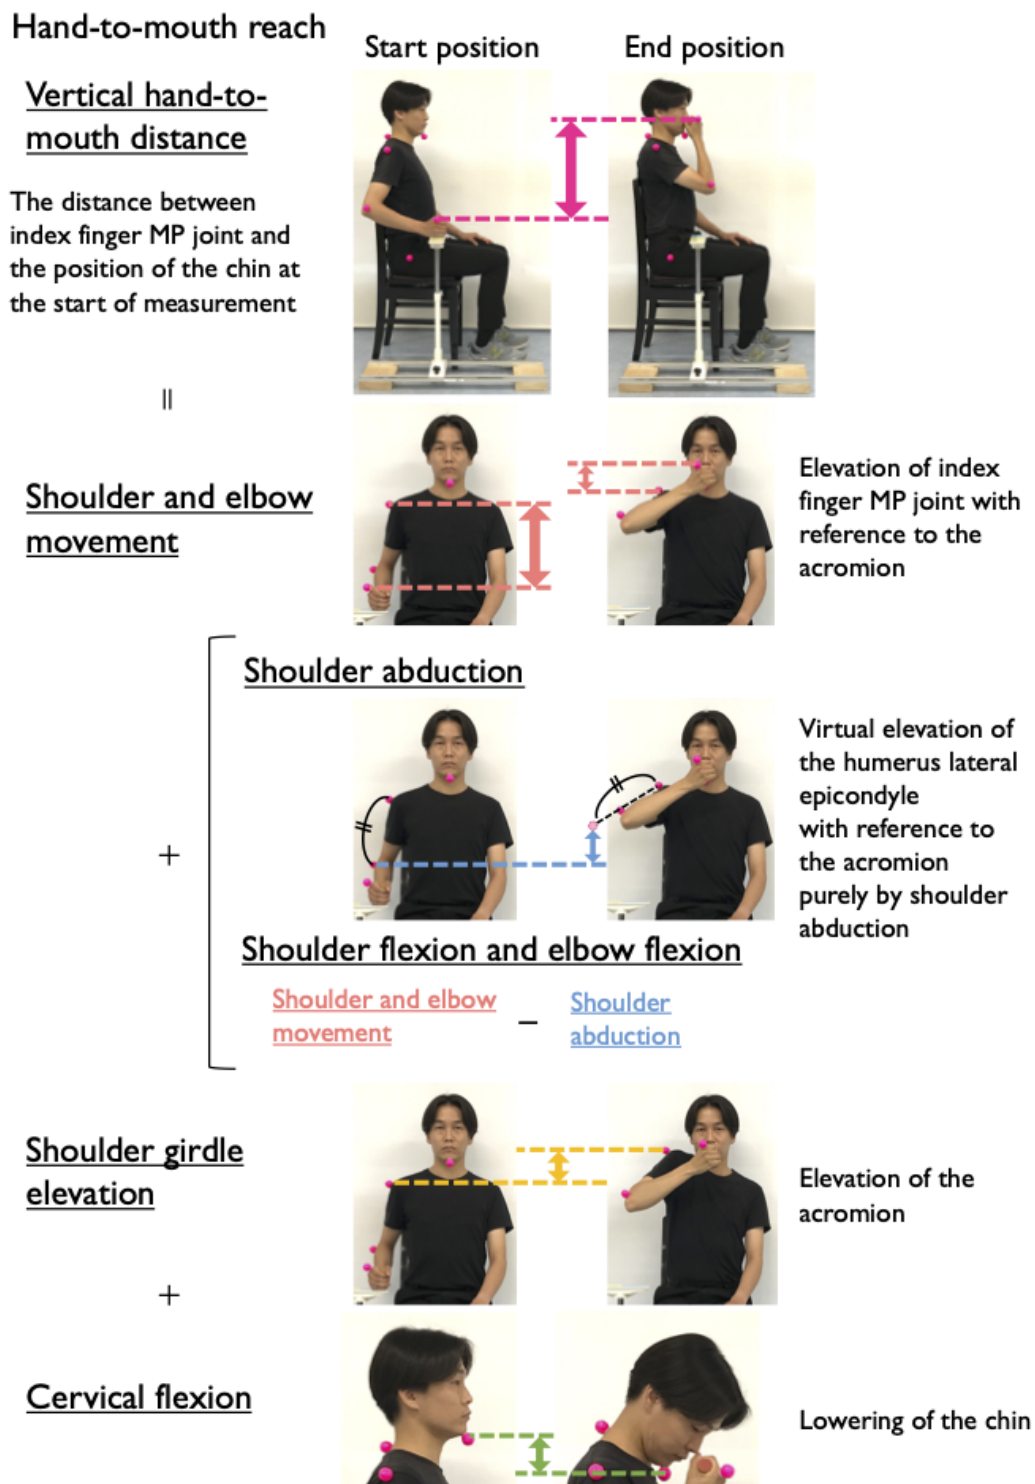 Hand-to-mouth reach
Start position
End position
Vertical hand-to-
mouth distance
The distance between
index finger MP joint and
the position of the chin at
the start of measurement
=
Shoulder and elbow
movement
Elevation of index
finger MP joint with
reference to the
acromion
+
Shoulder abduction
Virtual elevation of
the humerus lateral
epicondyle
with reference to
the acromion
purely by shoulder
abduction
Shoulder flexion and elbow flexion
Shoulder and elbow
movement
–
Shoulder
abduction
Shoulder girdle
elevation
Elevation of the
acromion
+
Cervical flexion
Lowering of the chin